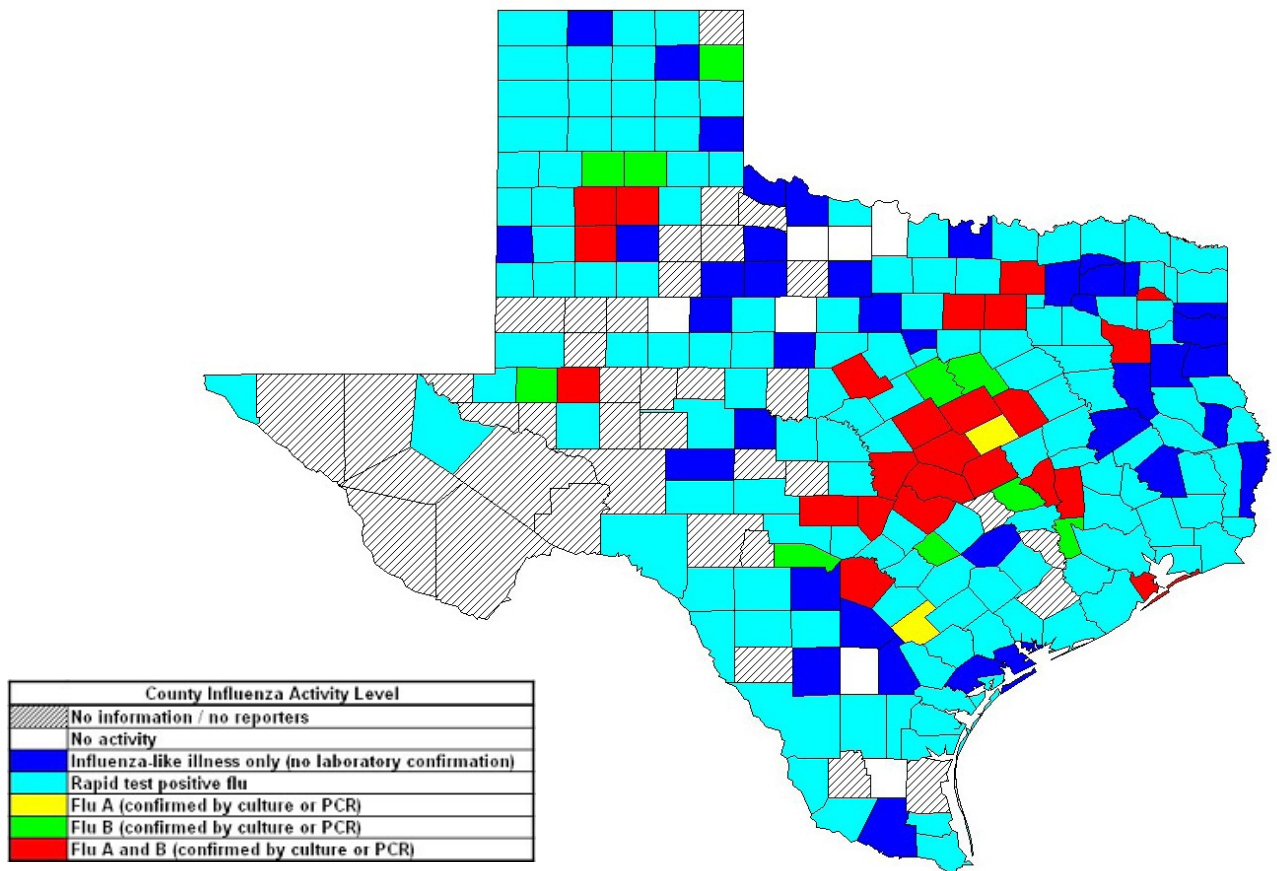 County Influenza Activity Level
No information / no reporters
No activity
Influenza-like illness only (no laboratory confirmation)
Rapid test positive flu
Flu A (confirmed by culture or PCR)
Flu B (confirmed by culture or PCR)
Flu A and B (confirmed by culture or PCR)